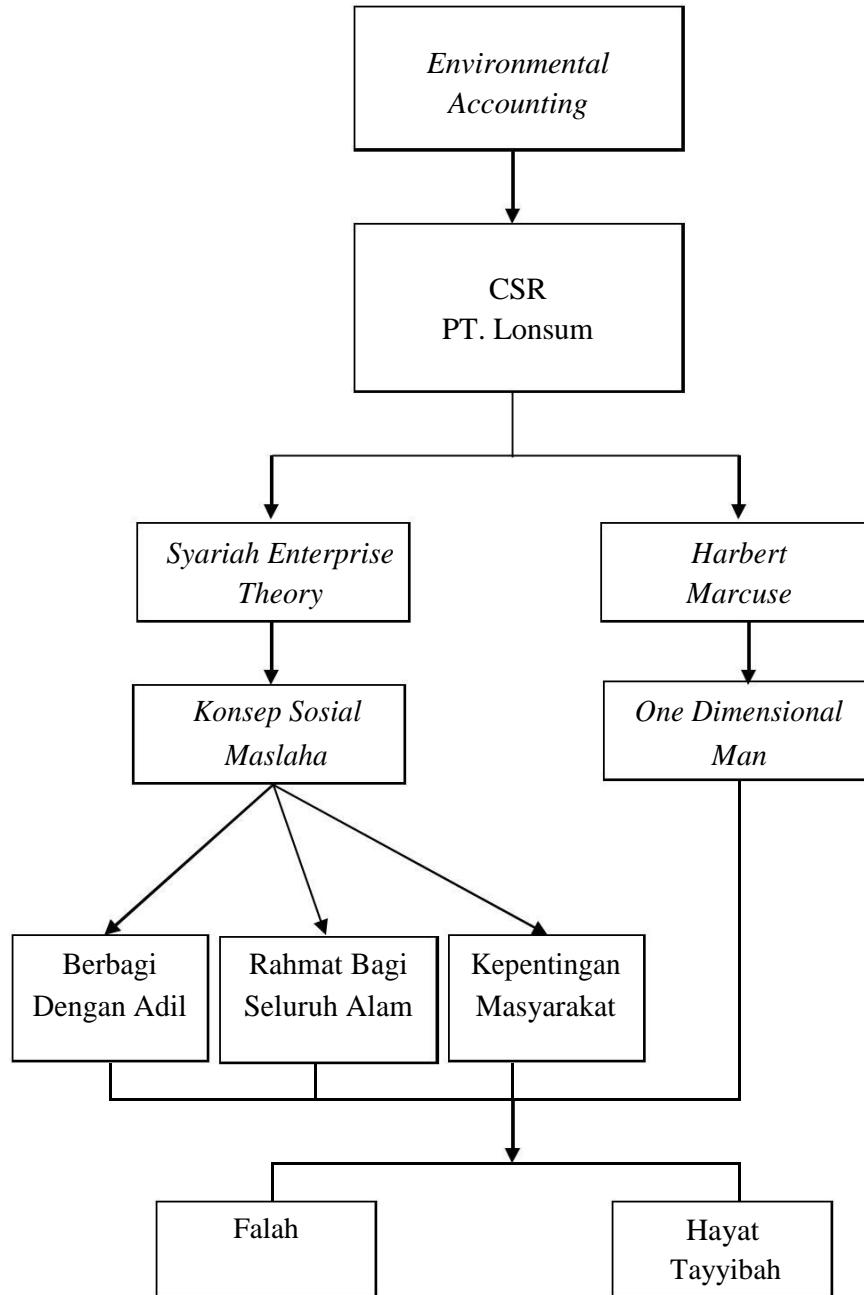 Environmental
Accounting
CSR
PT. Lonsum
Syariah Enterprise
Theory
Harbert
Marcuse
Konsep Sosial
Maslaha
One Dimensional
Man
Berbagi
Dengan Adil
Rahmat Bagi
Seluruh Alam
Kepentingan
Masyarakat
Falah
Hayat
Tayyibah